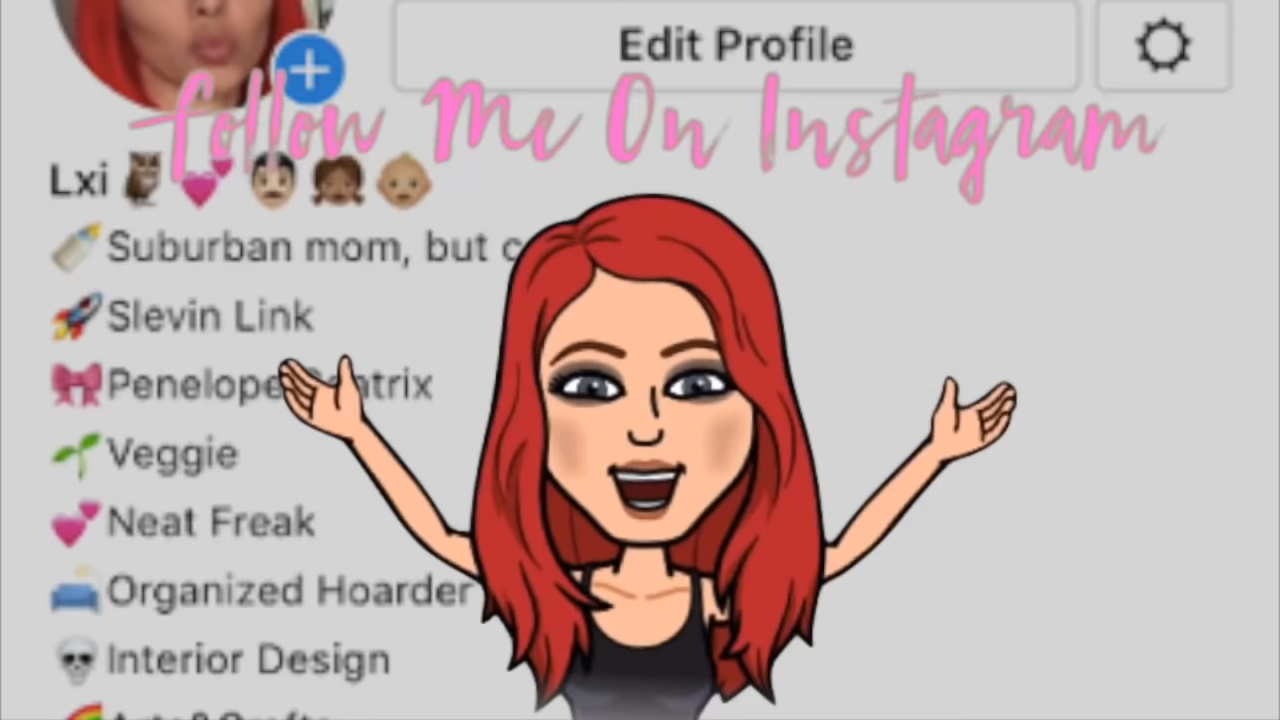 Edit Profile
follow Me On Instagram
Lxi
Suburban mom, but
Slevin Link
Penelope
Veggie
Neat Freak
Organized Hoarder
Interior Design